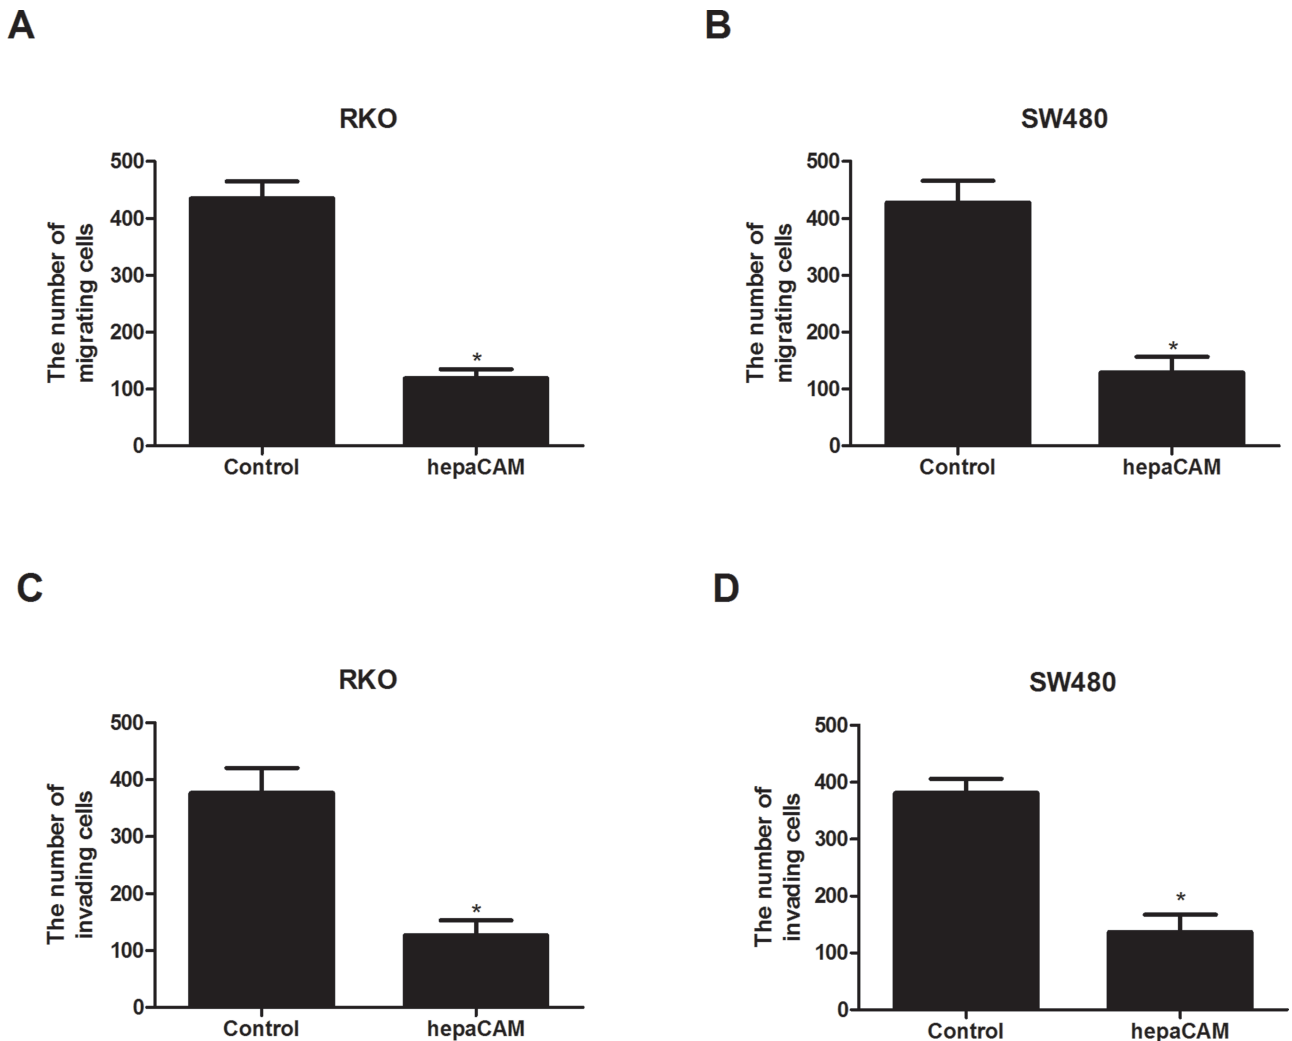 A
RKO
The number of
migrating cells
500
400
300
200
100
0
*
Control
hepaCAM
B
SW480
The number of
migrating cells
500
400
300
200
100
0
*
Control
hepaCAM
C
RKO
The number of
invading cells
500
400
300
200
100
0
*
Control
hepaCAM
D
SW480
The number of
invading cells
500
400
300
200
100
0
*
Control
hepaCAM